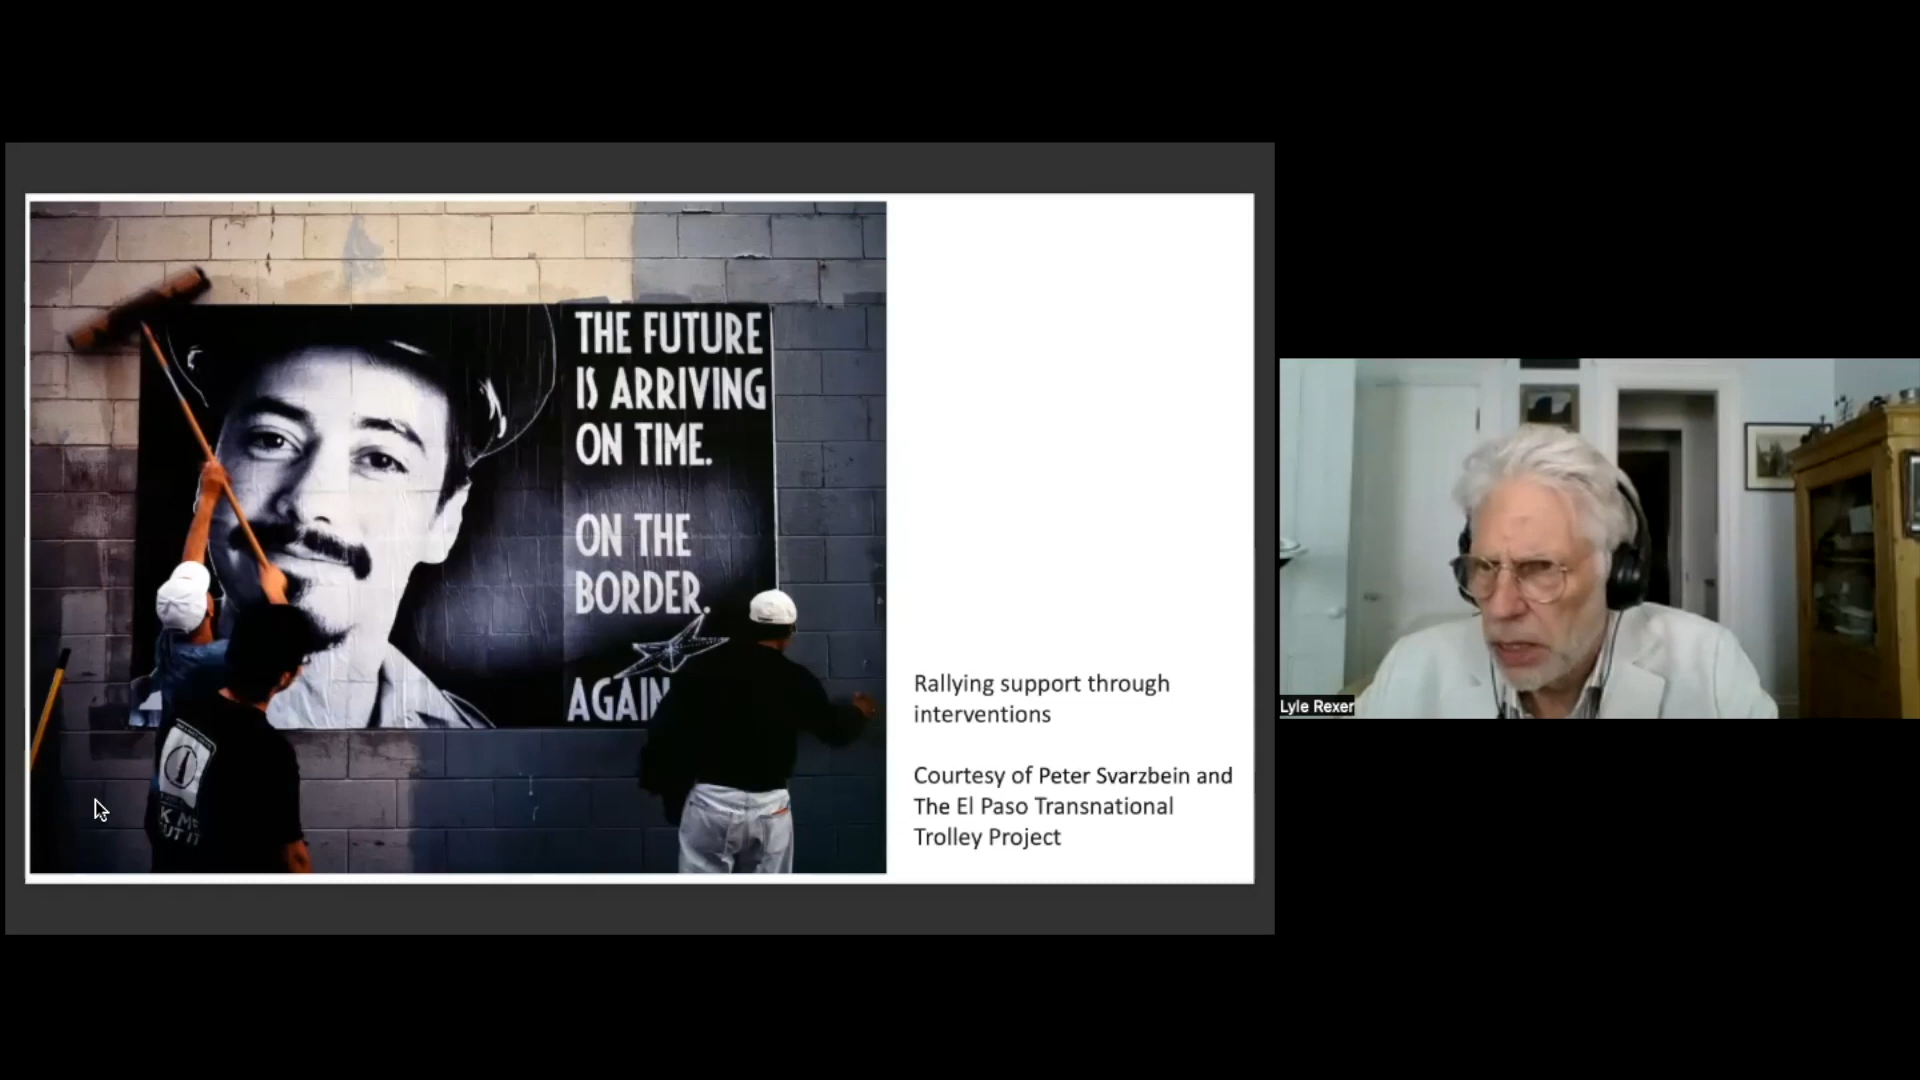 THE FUTURE
IS ARRIVING
ON TIME.
ON THE
BORDER.
AGAIN
Rallying support through
interventions
Courtesy of Peter Svarzbein and
The El Paso Transnational
Trolley Project
Lyle Rexer